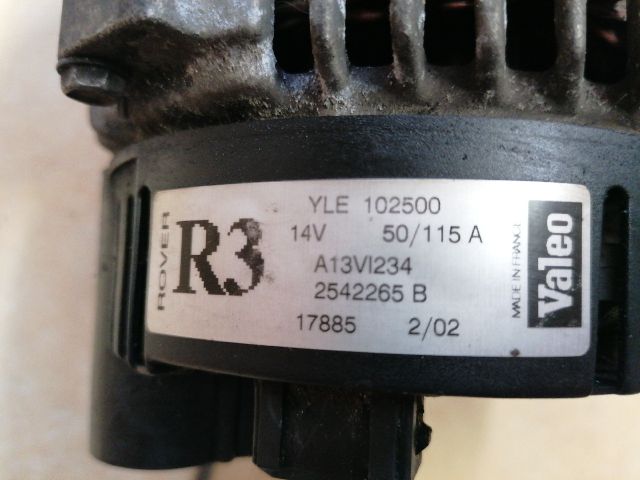 ROVER
R3
YLE 102500
14V 50/115 A
A13VI234
2542265 B
17885 2/02
MADE IN FRANCE
Valeo